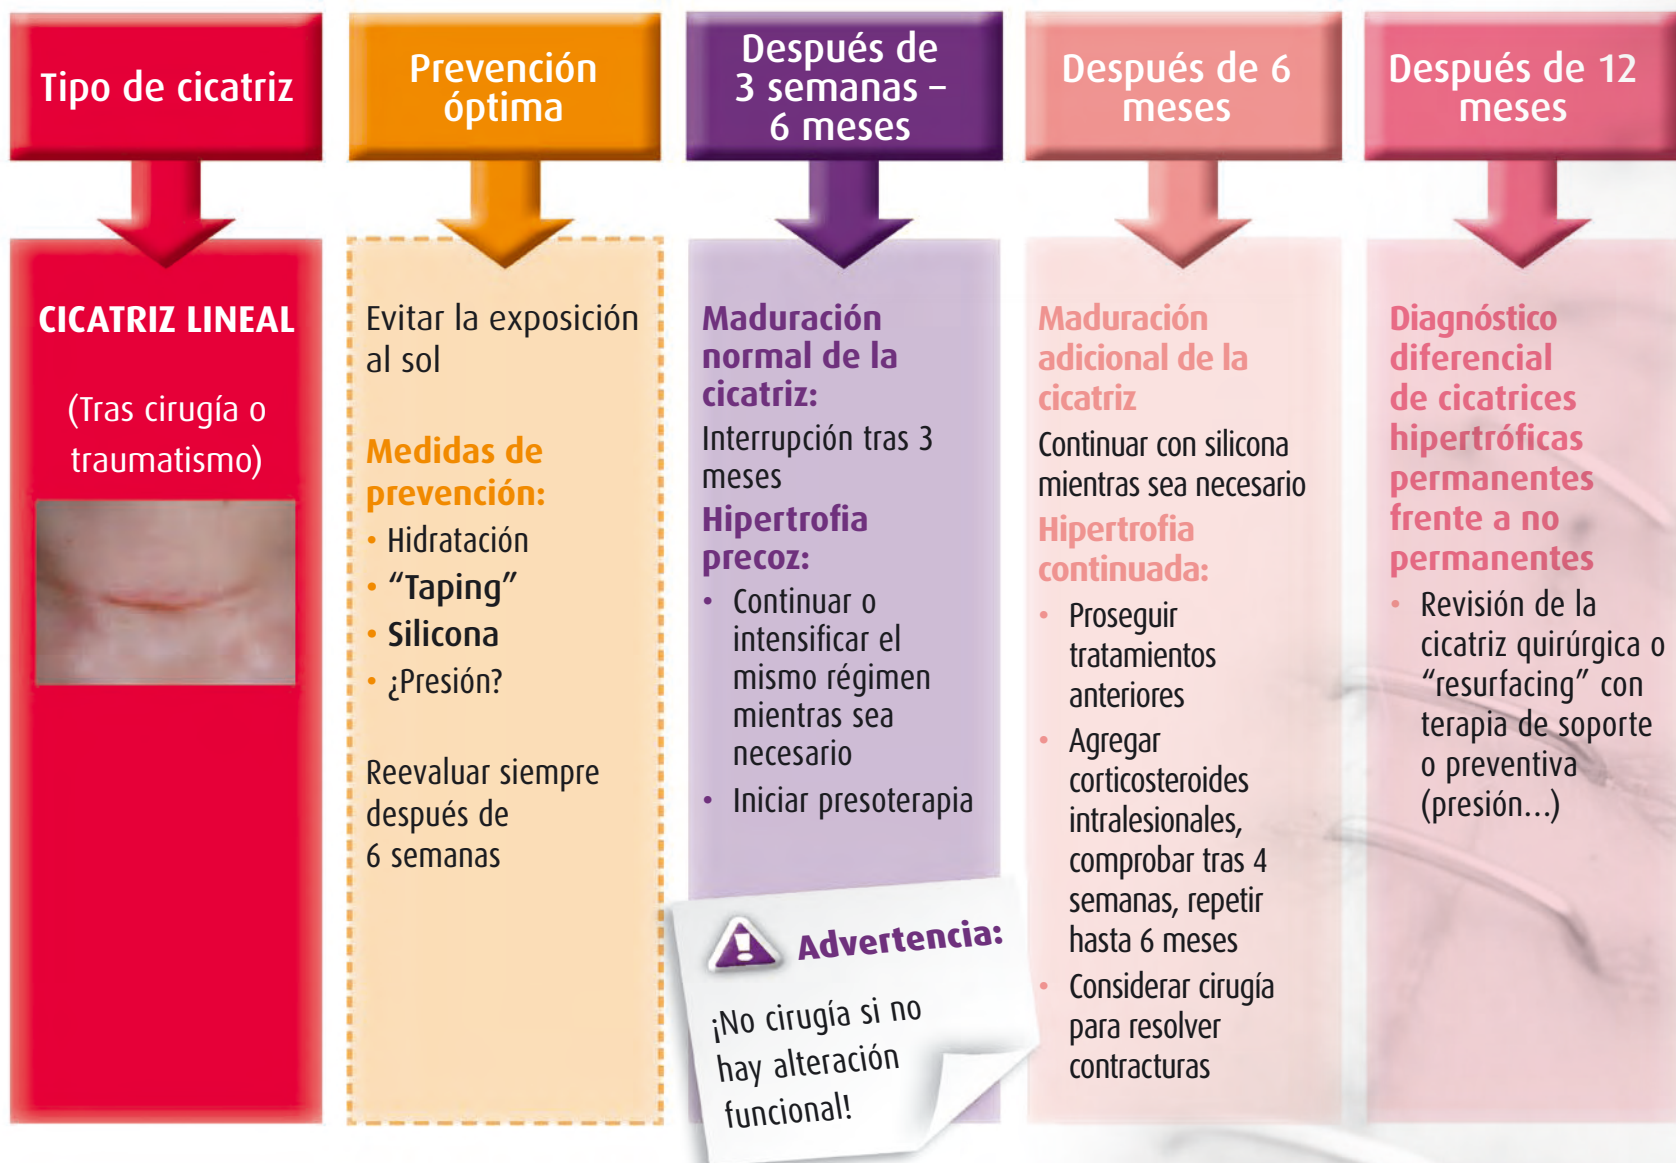 Tipo de cicatriz
Prevención
óptima
Después de
3 semanas –
6 meses
Después de 6
meses
Después de 12
meses
CICATRIZ LINEAL
(Tras cirugía o
traumatismo)
Evitar la exposición
al sol
Medidas de
prevención:
• Hidratación
• “Taping”
• Silicona
• ¿Presión?
Reevaluar siempre
después de
6 semanas
Maduración
normal de la
cicatriz:
Interrupción tras 3
meses
Hipertrofia
precoz:
• Continuar o
intensificar el
mismo régimen
mientras sea
necesario
• Iniciar presoterapia
Advertencia:
¡No cirugía si no
hay alteración
funcional!
Maduración
adicional de la
cicatriz
Continuar con silicona
mientras sea necesario
Hipertrofia
continuada:
• Proseguir
tratamientos
anteriores
• Agregar
corticosteroides
intralesionales,
comprobar tras 4
semanas, repetir
hasta 6 meses
• Considerar cirugía
para resolver
contracturas
Diagnóstico
diferencial
de cicatrices
hipertróficas
permanentes
frente a no
permanentes
• Revisión de la
cicatriz quirúrgica o
“resurfacing” con
terapia de soporte
o preventiva
(presión...)